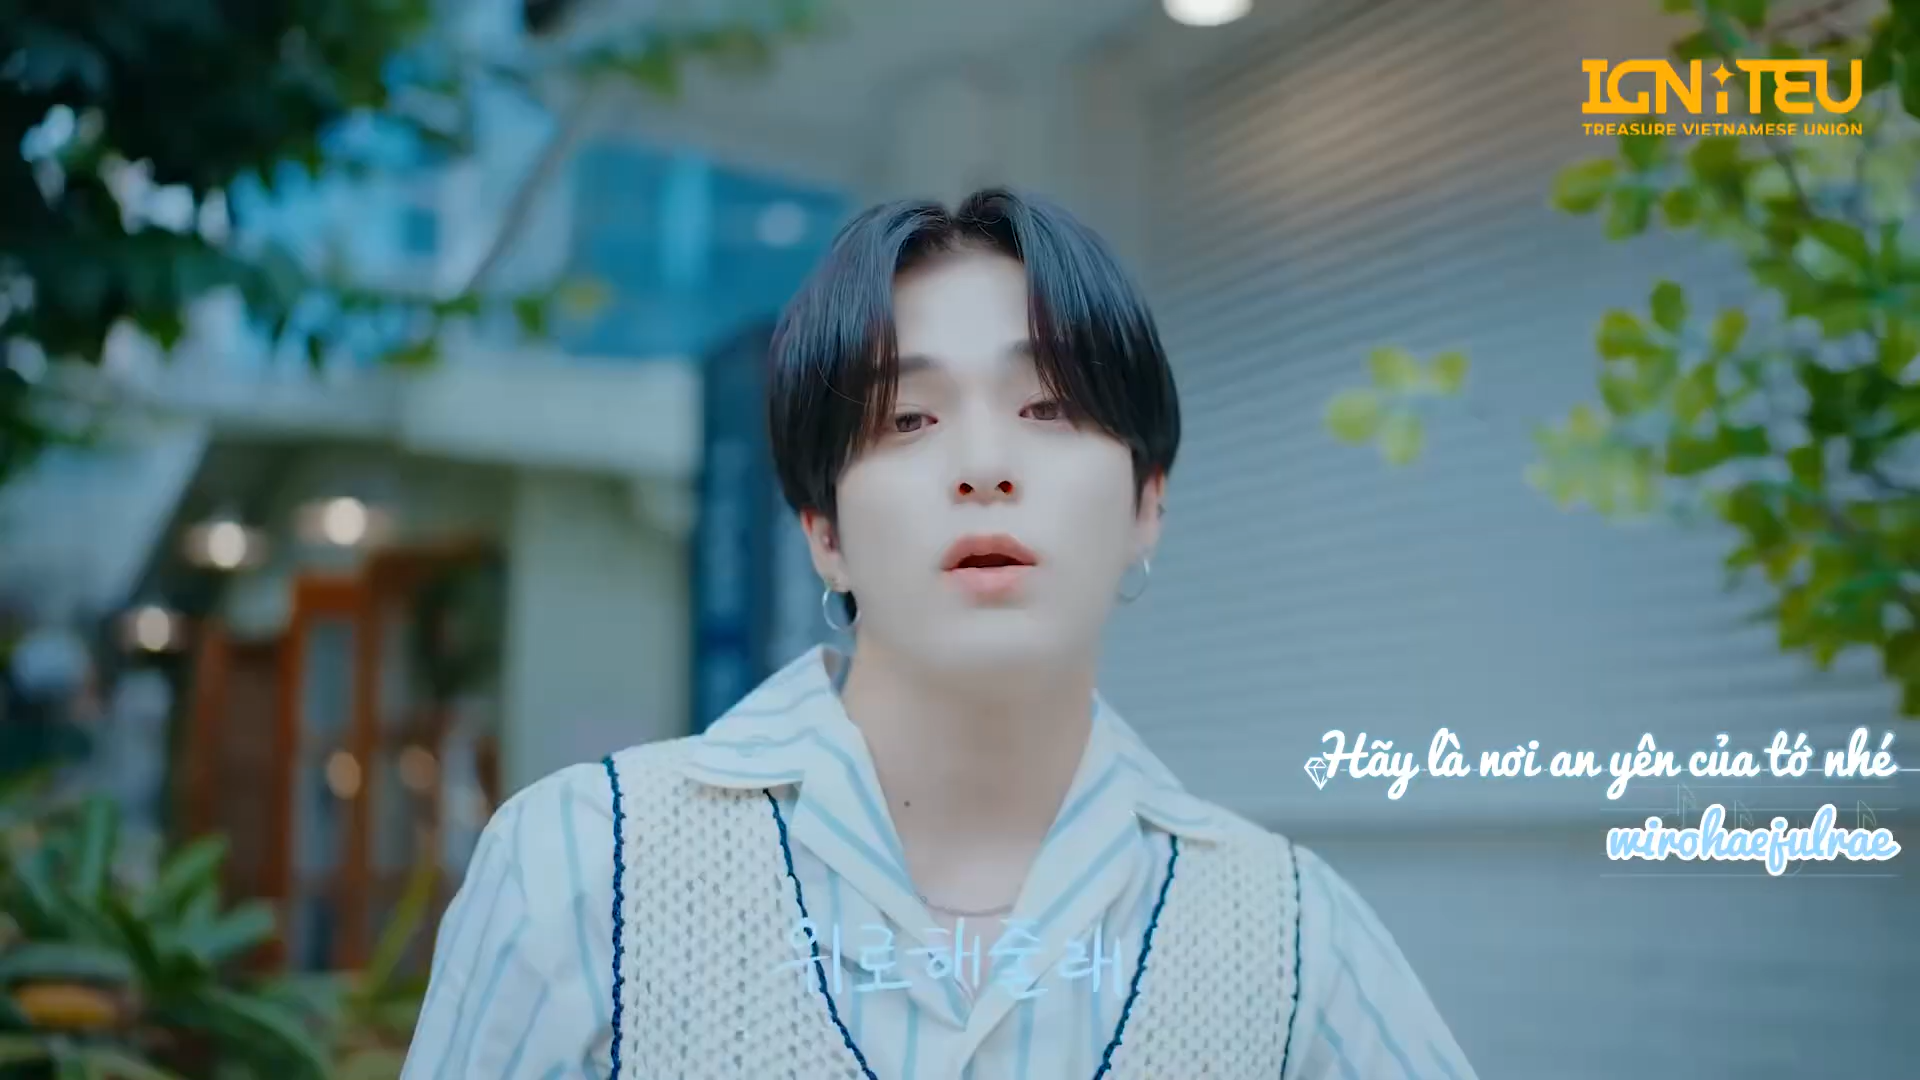 IGNITEU
TREASURE VIETNAMESE UNION
Hãy là nơi an yên của tớ nhé
wirohaejulrae
위로해줄래